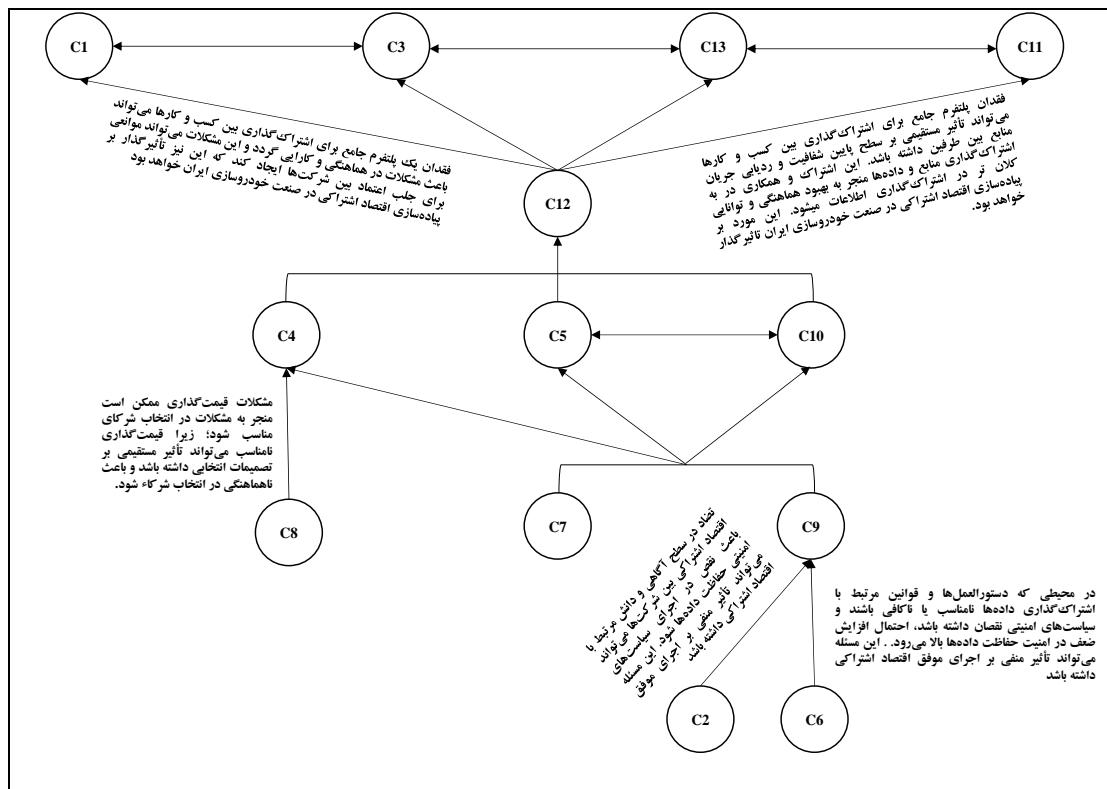 C1
C3
C13
C11
فقدان یک پلتفرم جامع برای اشتراک‌گذاری بین کسب و کارها می‌تواند
باعث مشکلات در هماهنگی و کارایی گردد و این مشکلات می‌تواند موانعی
برای جلب اعتماد بین شرکت‌ها ایجاد کند که این نیز تأثیرگذار بر
پیاده‌سازی اقتصاد اشتراکی در صنعت خودروسازی ایران خواهد بود
فقدان پلتفرم جامع برای اشتراک‌گذاری بین کسب و کارها
می‌تواند تأثیر مستقیمی بر سطح پایین شفافیت و ردیابی جریان
منابع بین طرفین داشته باشد. این اشتراک و همکاری در به
اشتراک‌گذاری منابع و داده‌ها منجر به بهبود هماهنگی و توانایی
کلان تر در اشتراک‌گذاری اطلاعات میشود. این مورد بر
پیاده‌سازی اقتصاد اشتراکی در صنعت خودروسازی ایران تاثیرگذار
خواهد بود.
C12
C4
C5
C10
مشکلات قیمت‌گذاری ممکن است
منجر به مشکلات در انتخاب شرکای
مناسب شود؛ زیرا قیمت‌گذاری
نامناسب می‌تواند تأثیر مستقیمی بر
تصمیمات انتخابی داشته باشد و باعث
ناهماهنگی در انتخاب شرکاء شود.
C8
C7
C9
تضاد در سطح آگاهی و دانش مرتبط با
اقتصاد اشتراکی بین شرکت‌ها می‌تواند
باعث نقص در اجرای سیاست‌های
امنیتی حفاظت داده‌ها شود. این مسئله
می‌تواند تأثیر منفی بر اجرای موفق
اقتصاد اشتراکی داشته باشد
در محیطی که دستورالعمل‌ها و قوانین مرتبط با
اشتراک‌گذاری داده‌ها نامناسب یا ناکافی باشند و
سیاست‌های امنیتی نقصان داشته باشد، احتمال افزایش
ضعف در امنیت حفاظت داده‌ها بالا می‌رود. . این مسئله
می‌تواند تأثیر منفی بر اجرای موفق اقتصاد اشتراکی
داشته باشد
C2
C6